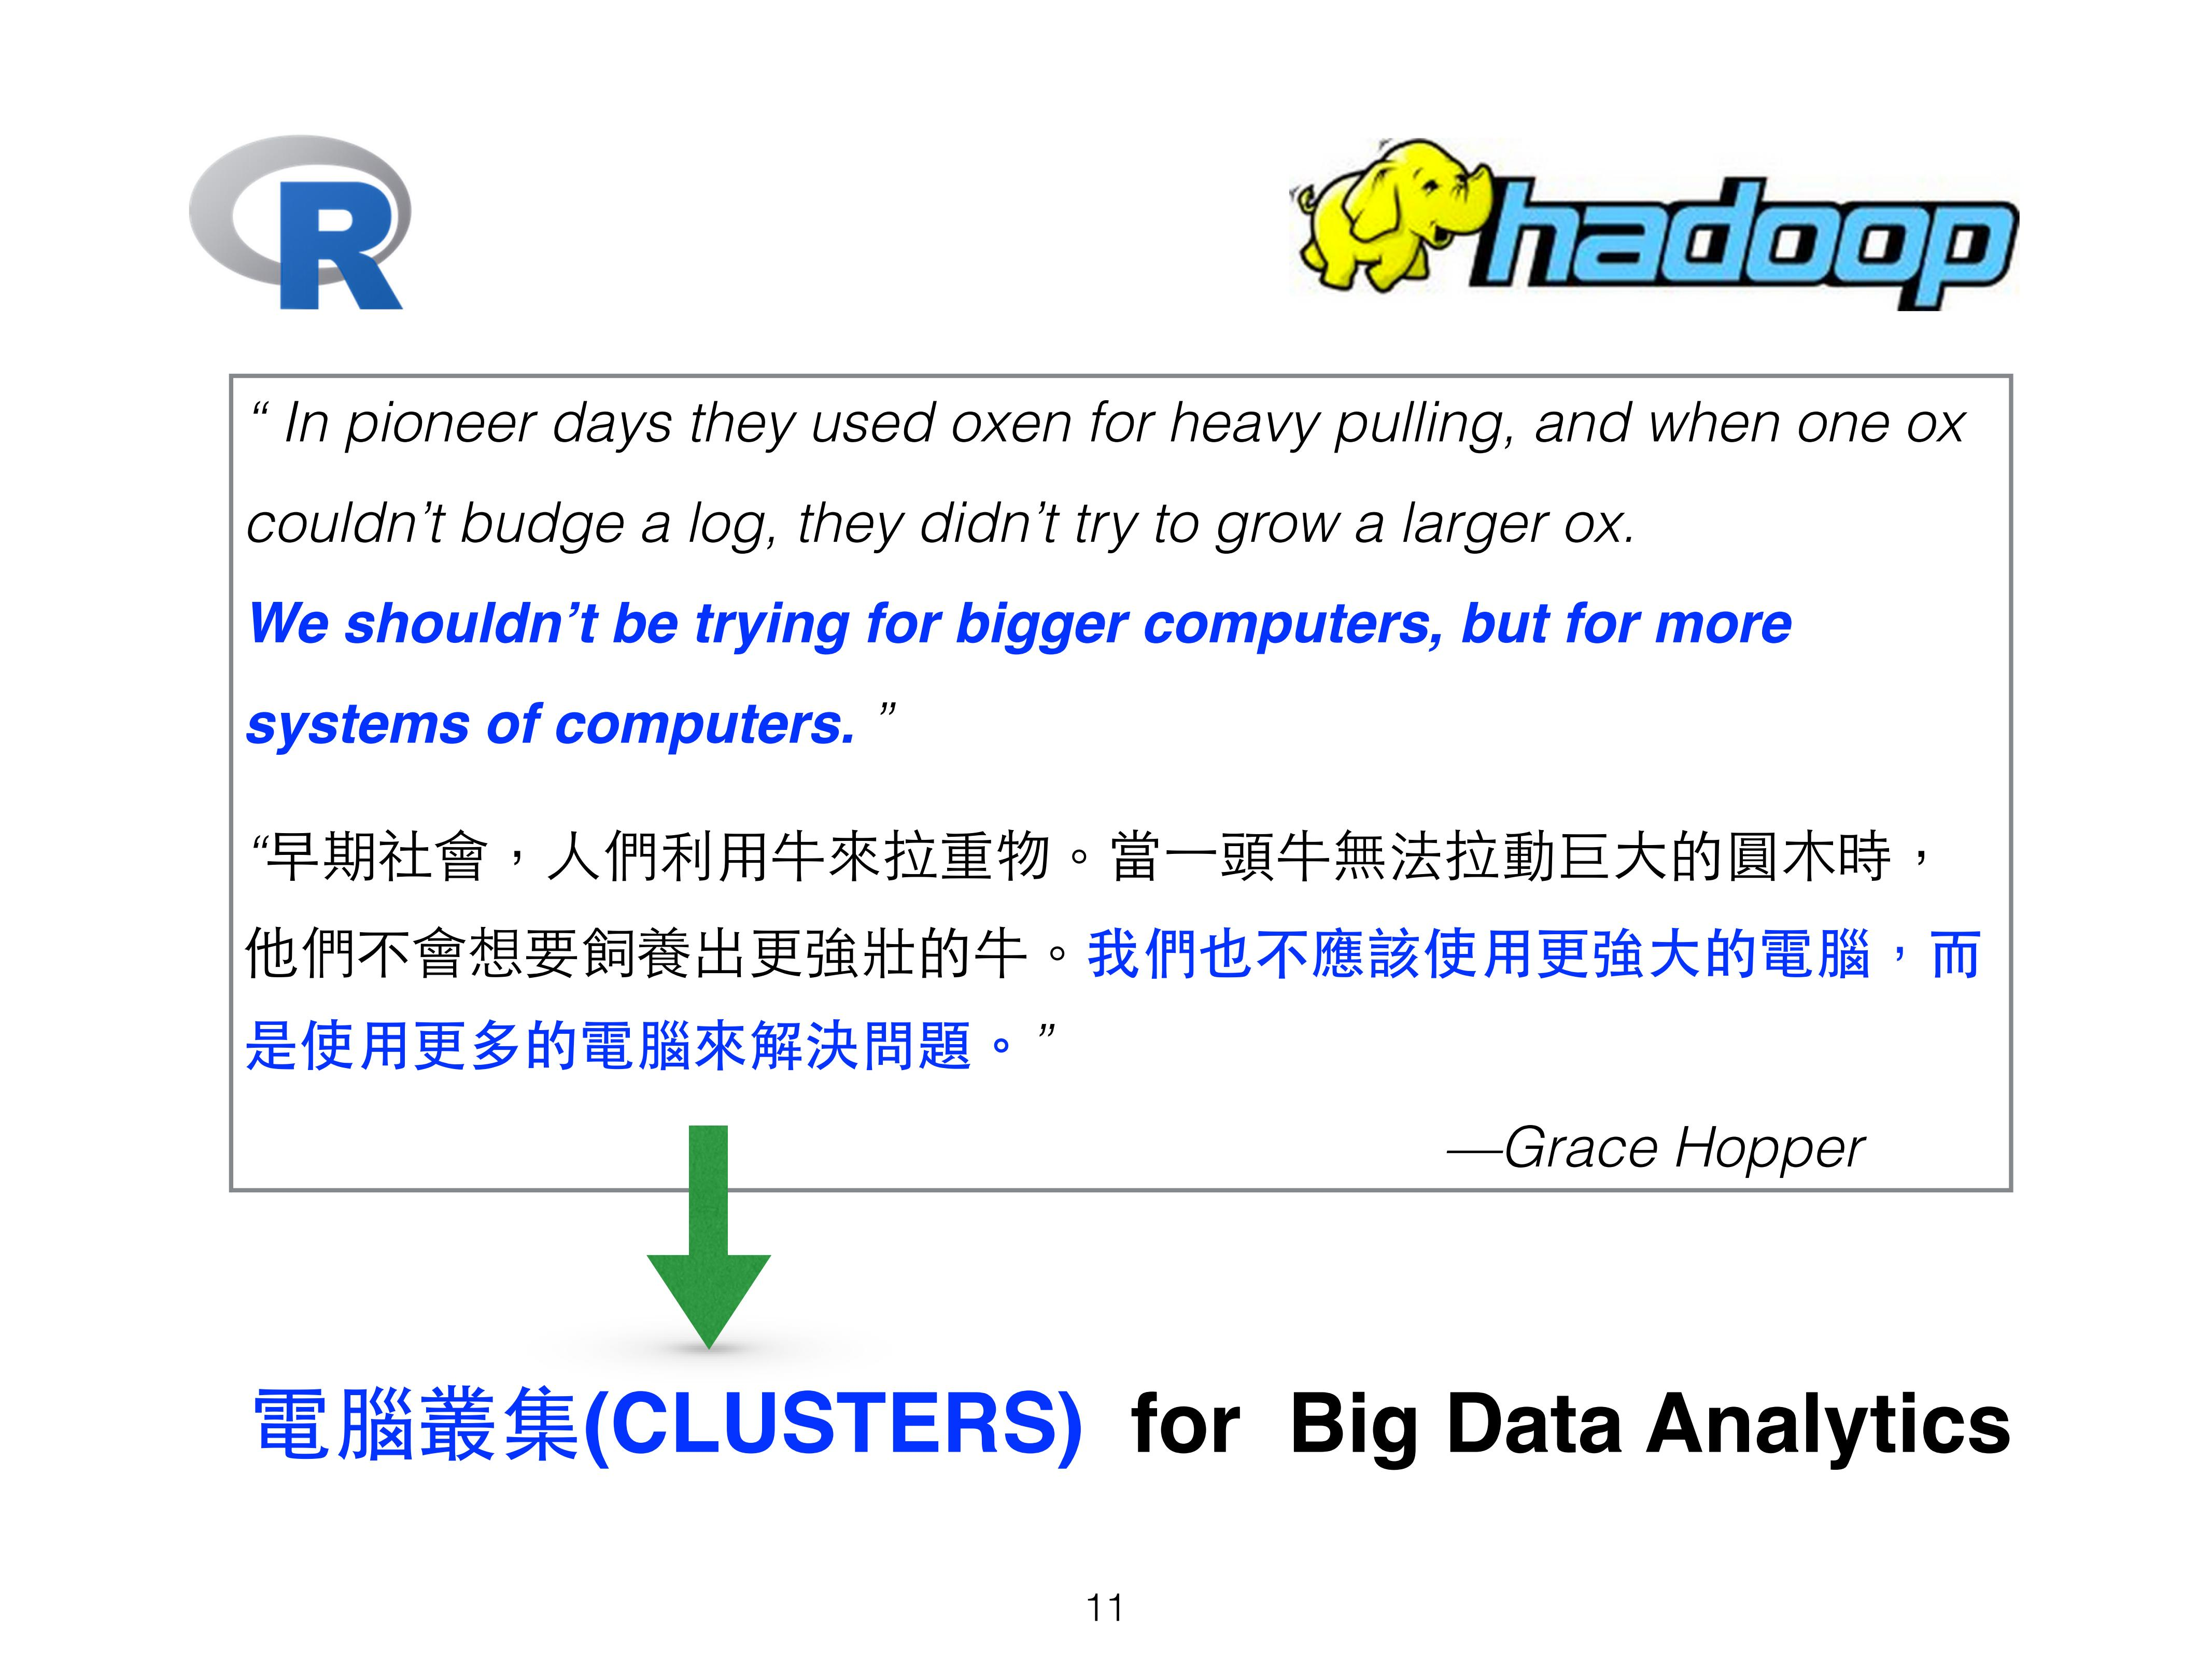 R
hadoop
“ In pioneer days they used oxen for heavy pulling, and when one ox
couldn’t budge a log, they didn’t try to grow a larger ox.
We shouldn’t be trying for bigger computers, but for more
systems of computers. ”
“早期社會，人們利用牛來拉重物。當一頭牛無法拉動巨大的圓木時，
他們不會想要飼養出更強壯的牛。我們也不應該使用更強大的電腦，而
是使用更多的電腦來解決問題。”
—Grace Hopper
電腦叢集(CLUSTERS) for Big Data Analytics
11